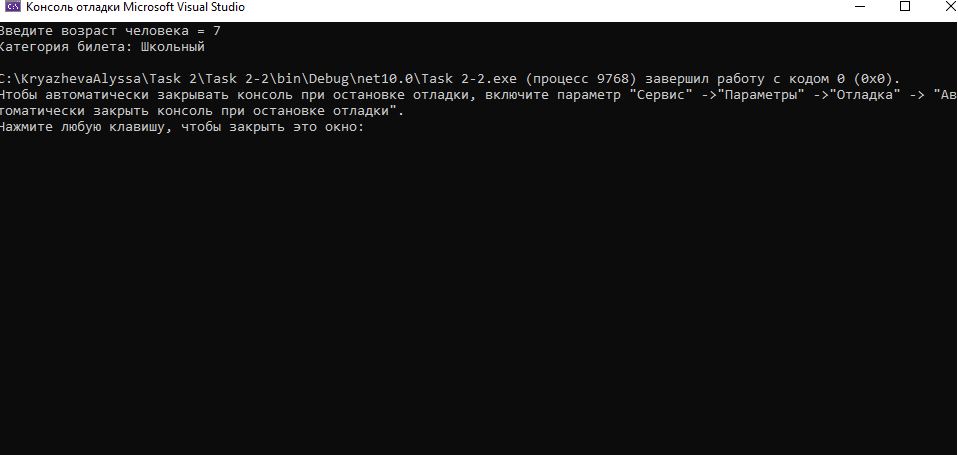 Консоль отладки Microsoft Visual Studio
Введите возраст человека = 7
Категория билета: Школьный
C:\KryazhevaAlyssa\Task 2\Task 2-2\bin\Debug\net10.0\Task 2-2.exe (процесс 9768) завершил работу с кодом 0 (0x0).
Чтобы автоматически закрывать консоль при остановке отладки, включите параметр "Сервис" ->"Параметры" ->"Отладка" -> "Ав
томатически закрыть консоль при остановке отладки".
Нажмите любую клавишу, чтобы закрыть это окно: